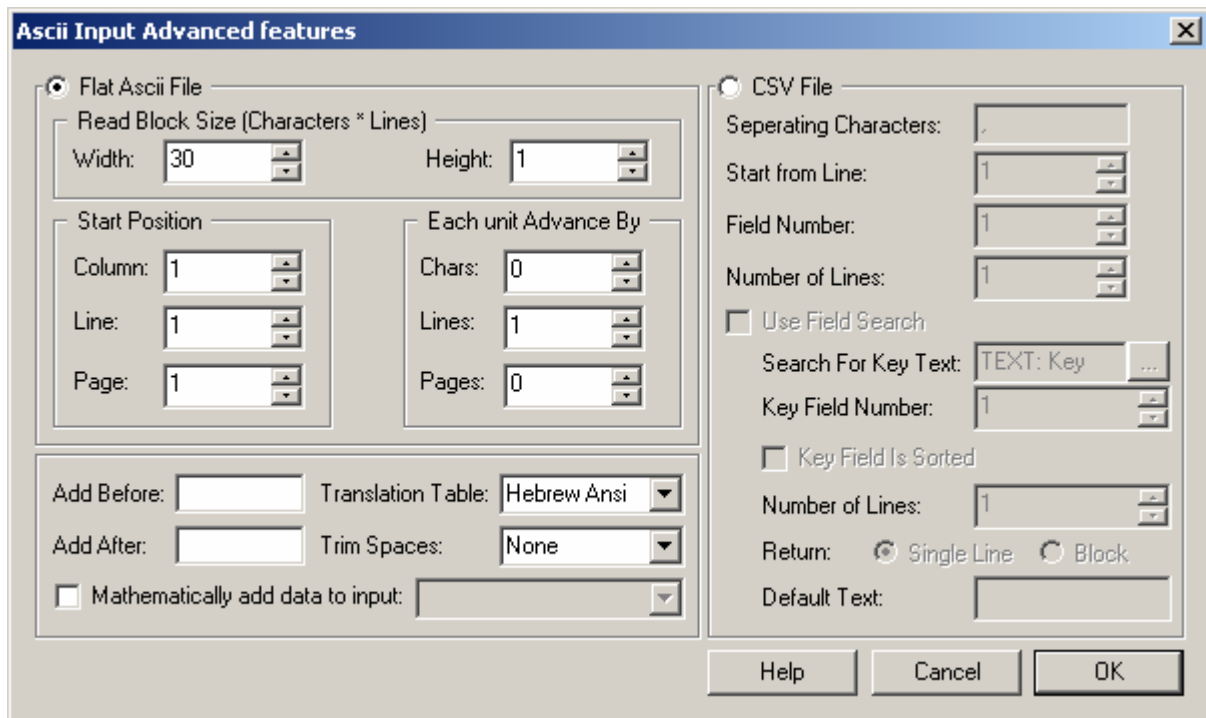 Ascii Input Advanced features
Flat Ascii File
Read Block Size (Characters * Lines)
Width: 30 Height: 1
Start Position
Column: 1
Line: 1
Page: 1
Each unit Advance By
Chars: 0
Lines: 1
Pages: 0
Add Before: Translation Table: Hebrew Ansi
Add After: Trim Spaces: None
Mathematically add data to input:
CSV File
Seperating Characters: ,
Start from Line: 1
Field Number: 1
Number of Lines: 1
Use Field Search
Search For Key Text: TEXT: Key ...
Key Field Number: 1
Key Field Is Sorted
Number of Lines: 1
Return: Single Line Block
Default Text:
Help Cancel OK